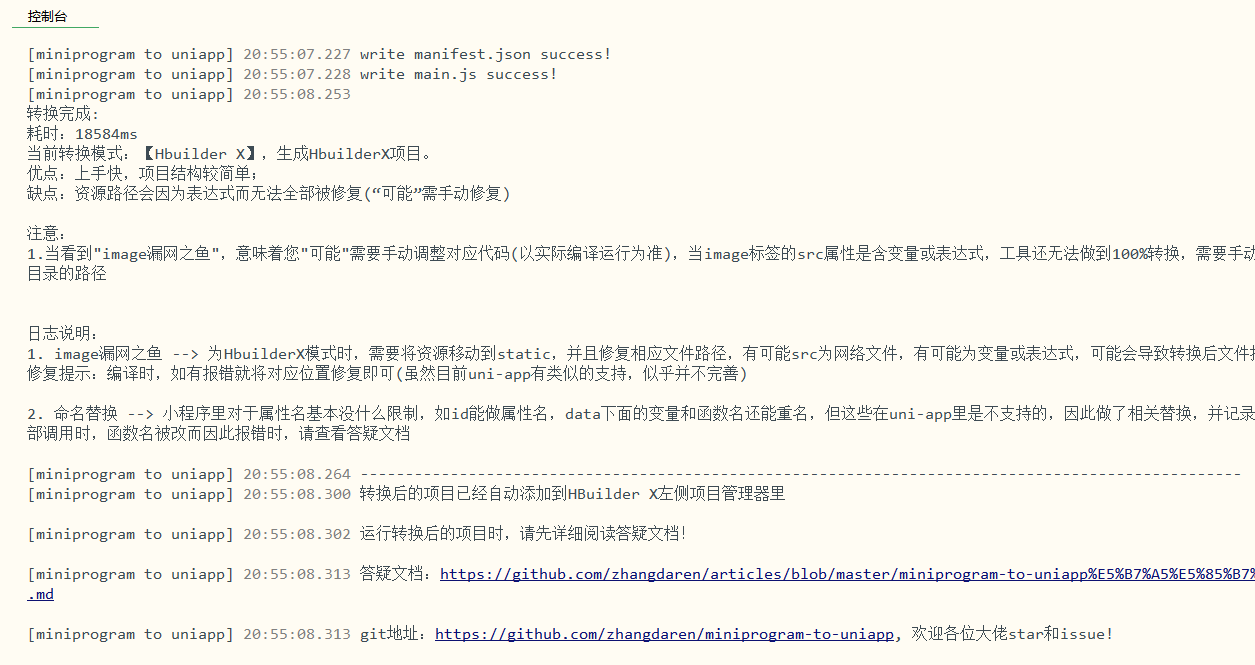 控制台
[miniprogram to uniapp] 20:55:07.227 write manifest.json success!
[miniprogram to uniapp] 20:55:07.228 write main.js success!
[miniprogram to uniapp] 20:55:08.253
转换完成:
耗时：18584ms
当前转换模式：【Hbuilder X】，生成HbuilderX项目。
优点：上手快，项目结构较简单；
缺点：资源路径会因为表达式而无法全部被修复(“可能”需手动修复)
注意：
1.当看到"image漏网之鱼"，意味着您"可能"需要手动调整对应代码(以实际编译运行为准)，当image标签的src属性是含变量或表达式，工具还无法做到100%转换，需要手动
目录的路径
日志说明：
1. image漏网之鱼 --> 为HbuilderX模式时，需要将资源移动到static，并且修复相应文件路径，有可能src为网络文件，有可能为变量或表达式，可能会导致转换后文件
修复提示：编译时，如有报错就将对应位置修复即可(虽然目前uni-app有类似的支持，似乎并不完善)
2. 命名替换 --> 小程序里对于属性名基本没什么限制，如id能做属性名，data下面的变量和函数名还能重名，但这些在uni-app里是不支持的，因此做了相关替换，并记录
部调用时，函数名被改而因此报错时，请查看答疑文档
[miniprogram to uniapp] 20:55:08.264 --------------------------------------------------------------------------------------------------
[miniprogram to uniapp] 20:55:08.300 转换后的项目已经自动添加到HBuilder X左侧项目管理器里
[miniprogram to uniapp] 20:55:08.302 运行转换后的项目时，请先详细阅读答疑文档！
[miniprogram to uniapp] 20:55:08.313 答疑文档：https://github.com/zhangdaren/articles/blob/master/miniprogram-to-uniapp%E5%B7%A5%E5%85%B7%
.md
[miniprogram to uniapp] 20:55:08.313 git地址：https://github.com/zhangdaren/miniprogram-to-uniapp, 欢迎各位大佬star和issue!